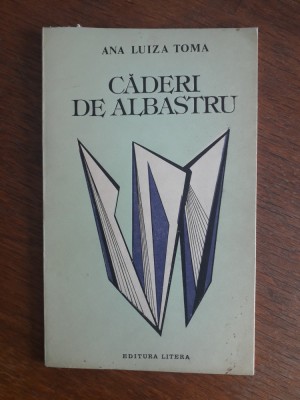 ANA LUIZA TOMA
CĂDERI
DE ALBASTRU
EDITURA LITERA